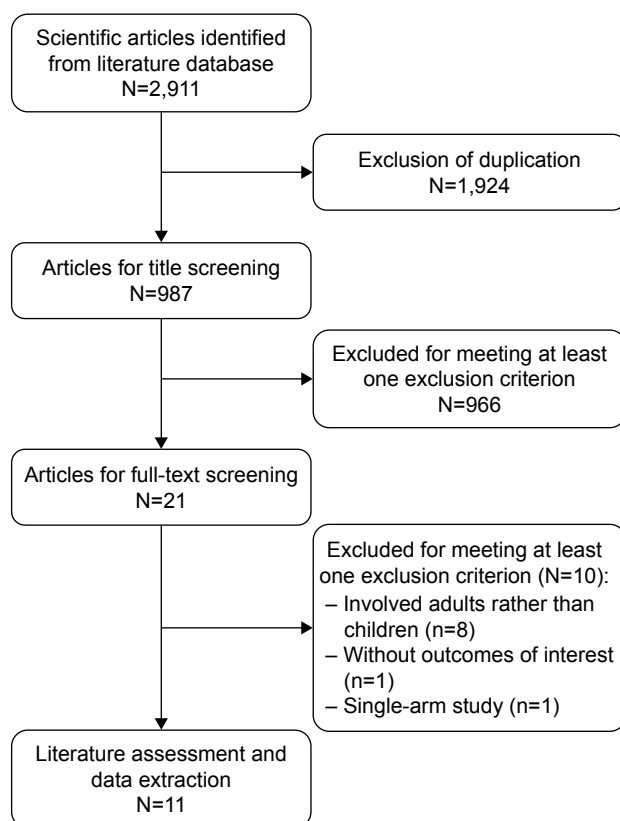 Scientific articles identified
from literature database
N=2,911
Exclusion of duplication
N=1,924
Articles for title screening
N=987
Excluded for meeting at least
one exclusion criterion
N=966
Articles for full-text screening
N=21
Excluded for meeting at least
one exclusion criterion (N=10):
– Involved adults rather than
children (n=8)
– Without outcomes of interest
(n=1)
– Single-arm study (n=1)
Literature assessment and
data extraction
N=11